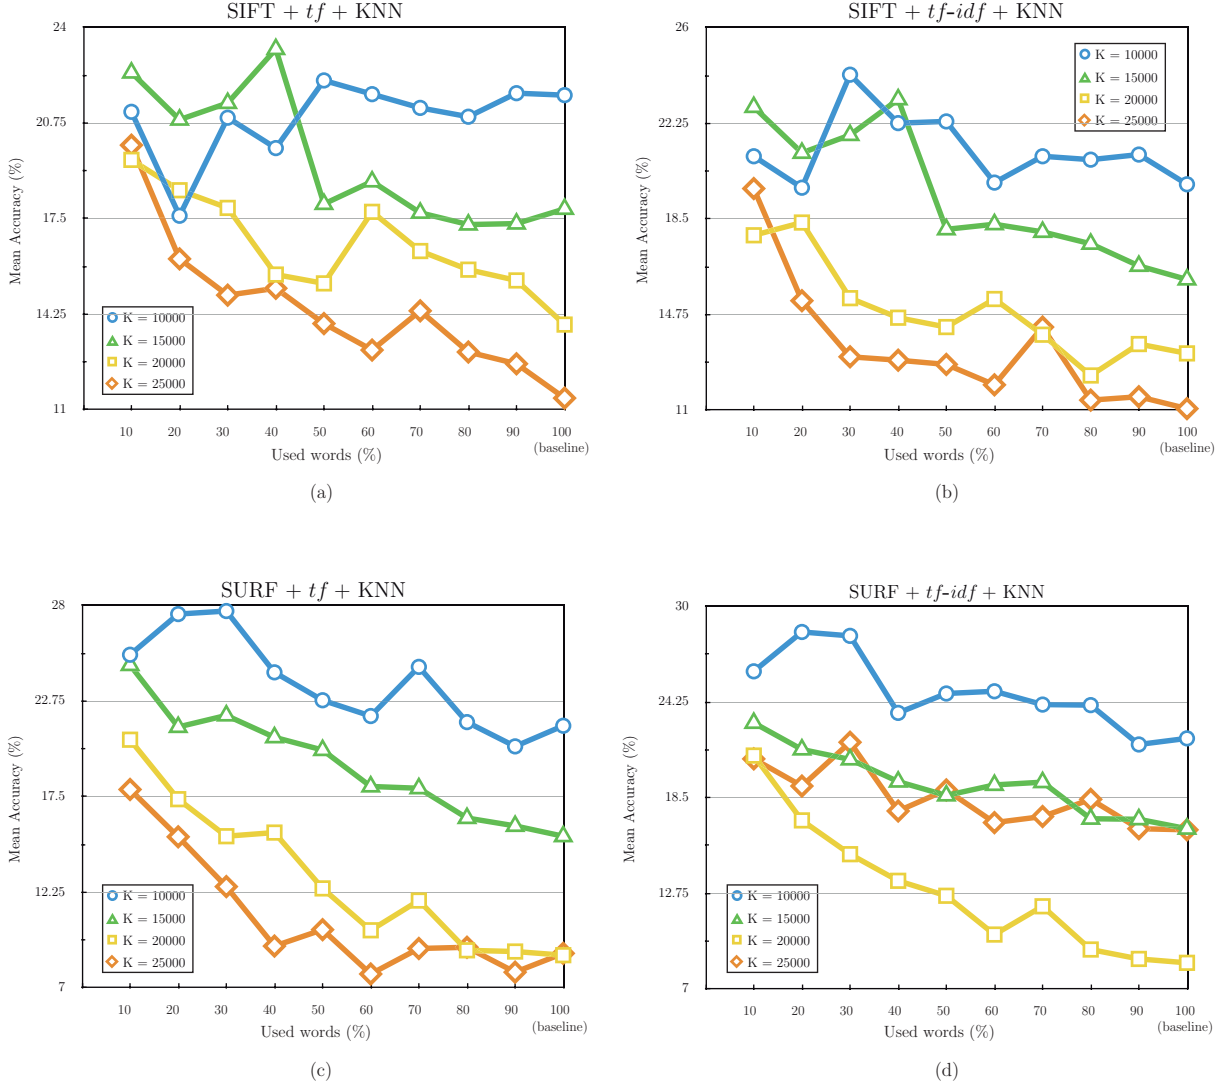 SIFT + tf + KNN
24
20.75
17.5
14.25
11
Mean Accuracy (%)
K = 10000
K = 15000
K = 20000
K = 25000
10 20 30 40 50 60 70 80 90 100
(baseline)
Used words (%)
(a)
SIFT + tf-idf + KNN
26
22.25
18.5
14.75
11
Mean Accuracy (%)
K = 10000
K = 15000
K = 20000
K = 25000
10 20 30 40 50 60 70 80 90 100
(baseline)
Used words (%)
(b)
SURF + tf + KNN
28
22.75
17.5
12.25
7
Mean Accuracy (%)
K = 10000
K = 15000
K = 20000
K = 25000
10 20 30 40 50 60 70 80 90 100
(baseline)
Used words (%)
(c)
SURF + tf-idf + KNN
30
24.25
18.5
12.75
7
Mean Accuracy (%)
K = 10000
K = 15000
K = 20000
K = 25000
10 20 30 40 50 60 70 80 90 100
(baseline)
Used words (%)
(d)